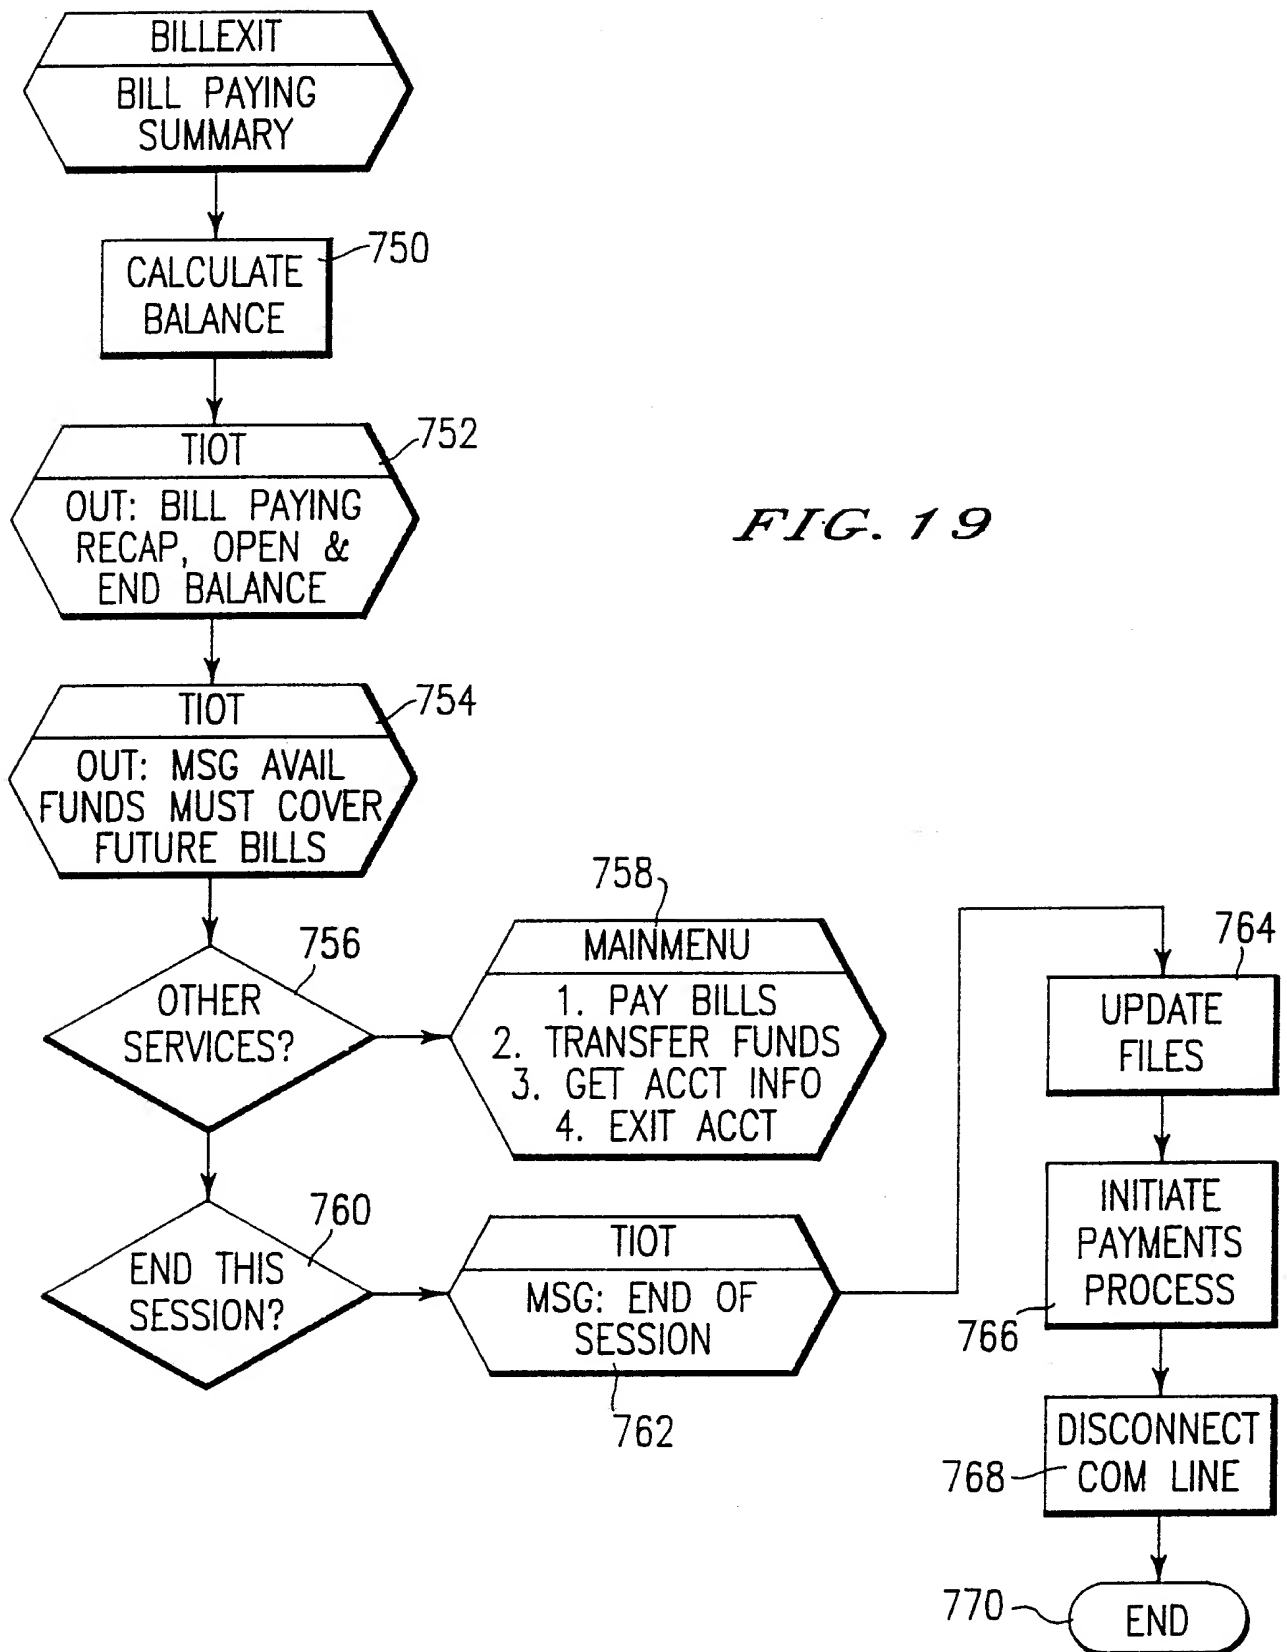 BILLEXIT
BILL PAYING
SUMMARY
750
CALCULATE
BALANCE
752
TIOT
OUT: BILL PAYING
RECAP, OPEN &
END BALANCE
FIG. 19
754
TIOT
OUT: MSG AVAIL
FUNDS MUST COVER
FUTURE BILLS
756
OTHER
SERVICES?
758
MAINMENU
1. PAY BILLS
2. TRANSFER FUNDS
3. GET ACCT INFO
4. EXIT ACCT
760
END THIS
SESSION?
TIOT
MSG: END OF
SESSION
762
764
UPDATE
FILES
INITIATE
PAYMENTS
PROCESS
766
DISCONNECT
COM LINE
768
770
END